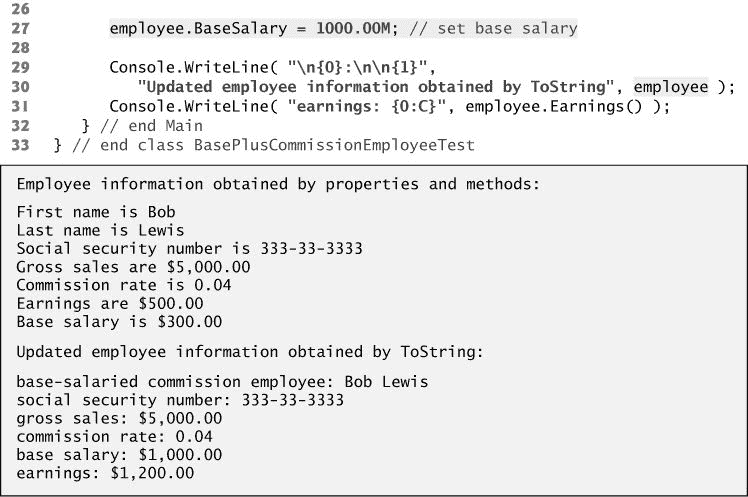 26
27 employee.BaseSalary = 1000.00M; // set base salary
28
29 Console.WriteLine( "\n{0}:\n\n{1}",
30 "Updated employee information obtained by ToString", employee );
31 Console.WriteLine( "earnings: {0:C}", employee.Earnings() );
32 } // end Main
33 } // end class BasePlusCommissionEmployeeTest
Employee information obtained by properties and methods:
First name is Bob
Last name is Lewis
Social security number is 333-33-3333
Gross sales are $5,000.00
Commission rate is 0.04
Earnings are $500.00
Base salary is $300.00
Updated employee information obtained by ToString:
base-salaried commission employee: Bob Lewis
social security number: 333-33-3333
gross sales: $5,000.00
commission rate: 0.04
base salary: $1,000.00
earnings: $1,200.00